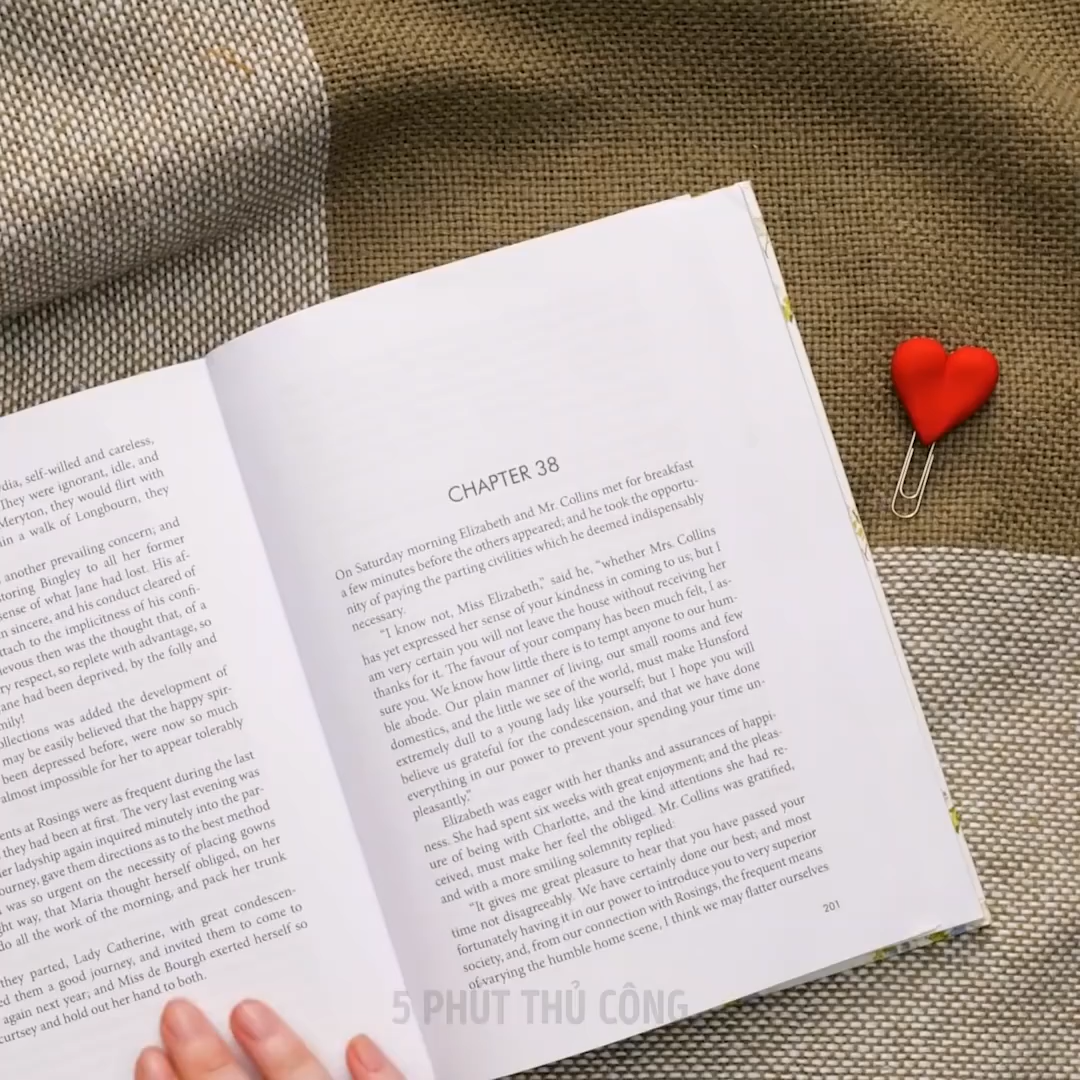 dia, self-willed and careless,
They were ignorant, idle, and
Meryton, they would flirt with
in a walk of Longbourn, they
another prevailing concern; and
storing Bingley to all her former
ense of what Jane had lost. His af-
n sincere, and his conduct cleared of
ttach to the implicitness of his confi-
ievous then was the thought that, of a
ry respect, so replete with advantage, so
ane had been deprived, by the folly and
mily!
ollections was added the development of
may be easily believed that the happy spir-
been depressed before, were now so much
almost impossible for her to appear tolerably
ents at Rosings were as frequent during the last
they had been at first. The very last evening was
er ladyship again inquired minutely into the par-
ourney, gave them directions as to the best method
was so urgent on the necessity of placing gowns
ght way, that Maria thought herself obliged, on her
do all the work of the morning, and pack her trunk
they parted, Lady Catherine, with great condescen-
ed them a good journey, and invited them to come to
again next year; and Miss de Bourgh exerted herself so
curtsey and hold out her hand to both.
CHAPTER 38
On Saturday morning Elizabeth and Mr. Collins met for breakfast
a few minutes before the others appeared; and he took the opportu-
nity of paying the parting civilities which he deemed indispensably
necessary.
"I know not, Miss Elizabeth," said he, "whether Mrs. Collins
has yet expressed her sense of your kindness in coming to us; but I
am very certain you will not leave the house without receiving her
thanks for it. The favour of your company has been much felt, I as-
sure you. We know how little there is to tempt anyone to our hum-
ble abode. Our plain manner of living, our small rooms and few
domestics, and the little we see of the world, must make Hunsford
extremely dull to a young lady like yourself; but I hope you will
believe us grateful for the condescension, and that we have done
everything in our power to prevent your spending your time un-
pleasantly."
Elizabeth was eager with her thanks and assurances of happi-
ness. She had spent six weeks with great enjoyment; and the pleas-
ure of being with Charlotte, and the kind attentions she had re-
ceived, must make her feel the obliged. Mr. Collins was gratified,
and with a more smiling solemnity replied:
"It gives me great pleasure to hear that you have passed your
time not disagreeably. We have certainly done our best; and most
fortunately having it in our power to introduce you to very superior
society, and, from our connection with Rosings, the frequent means
of varying the humble home scene, I think we may flatter ourselves
201
5 PHÚT THỦ CÔNG